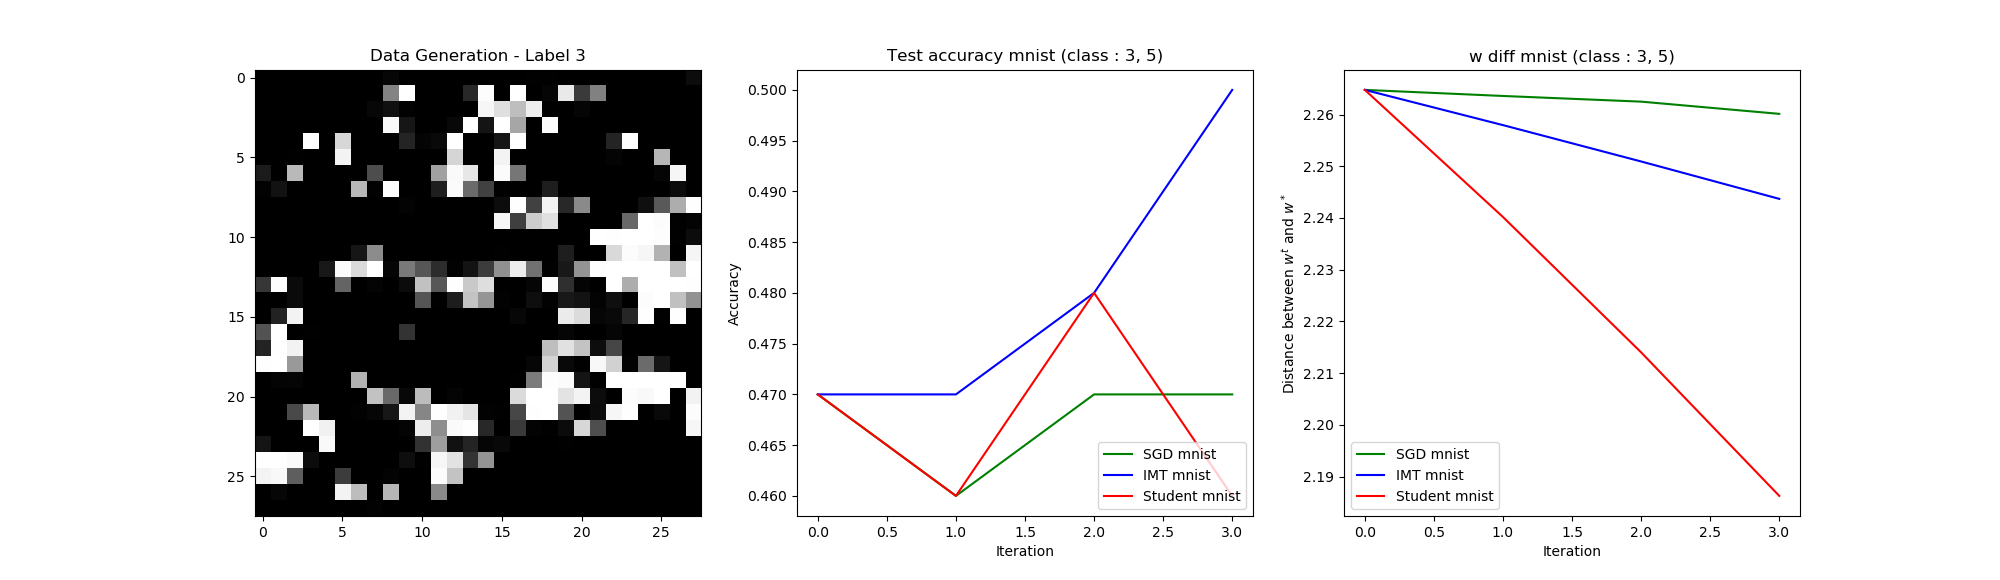 Data Generation - Label 3
0
5
10
15
20
25
0 5 10 15 20 25
Test accuracy mnist (class : 3, 5)
Accuracy
0.500
0.495
0.490
0.485
0.480
0.475
0.470
0.465
0.460
SGD mnist
IMT mnist
Student mnist
0.0 0.5 1.0 1.5 2.0 2.5 3.0
Iteration
w diff mnist (class : 3, 5)
Distance between w^t and w^*
2.26
2.25
2.24
2.23
2.22
2.21
2.20
2.19
SGD mnist
IMT mnist
Student mnist
0.0 0.5 1.0 1.5 2.0 2.5 3.0
Iteration